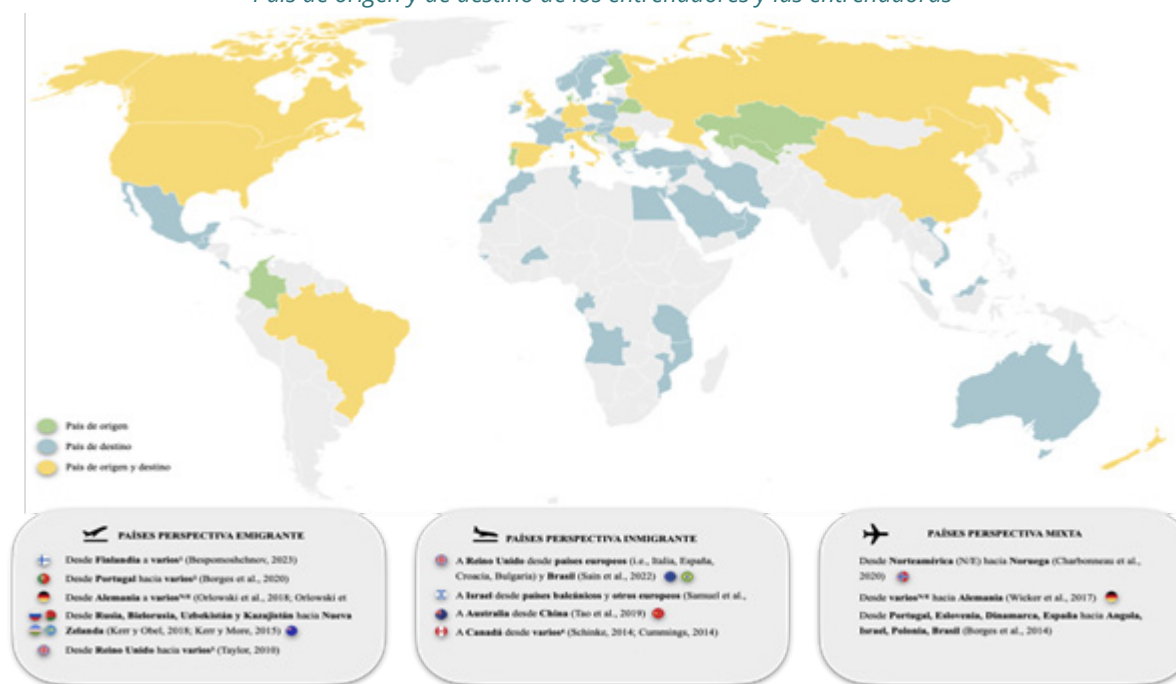 País de origen y de destino de los entrenadores y las entrenadoras
País de origen
País de destino
País de origen y destino
PAÍSES PERSPECTIVA EMIGRANTE
Desde Finlandia a varios¹ (Bespomoshchnov, 2023)
Desde Portugal hacia varios² (Borges et al., 2020)
Desde Alemania a varios (Orlowski et al., 2018; Orlowski et
Desde Rusia, Bielorusia, Uzbekistán y Kazajistán hacia Nueva
Zelanda (Kerr y Obel, 2018; Kerr y More, 2015)
Desde Reino Unido hacia varios (Taylor, 2010)
PAÍSES PERSPECTIVA INMIGRANTE
A Reino Unido desde países europeos (i.e., Italia, España,
Croacia, Bulgaria) y Brasil (Sain et al., 2022)
A Israel desde países balcánicos y otros europeos (Samuel et al.,
A Australia desde China (Tao et al., 2019)
A Canadá desde varios (Schinke, 2014; Cummings, 2014)
PAÍSES PERSPECTIVA MIXTA
Desde Norteamérica (N/E) hacia Noruega (Charbonneau et al.,
2020)
Desde varios hacia Alemania (Wicker et al., 2017)
Desde Portugal, Eslovenia, Dinamarca, España hacia Angola,
Israel, Polonia, Brasil (Borges et al., 2014)